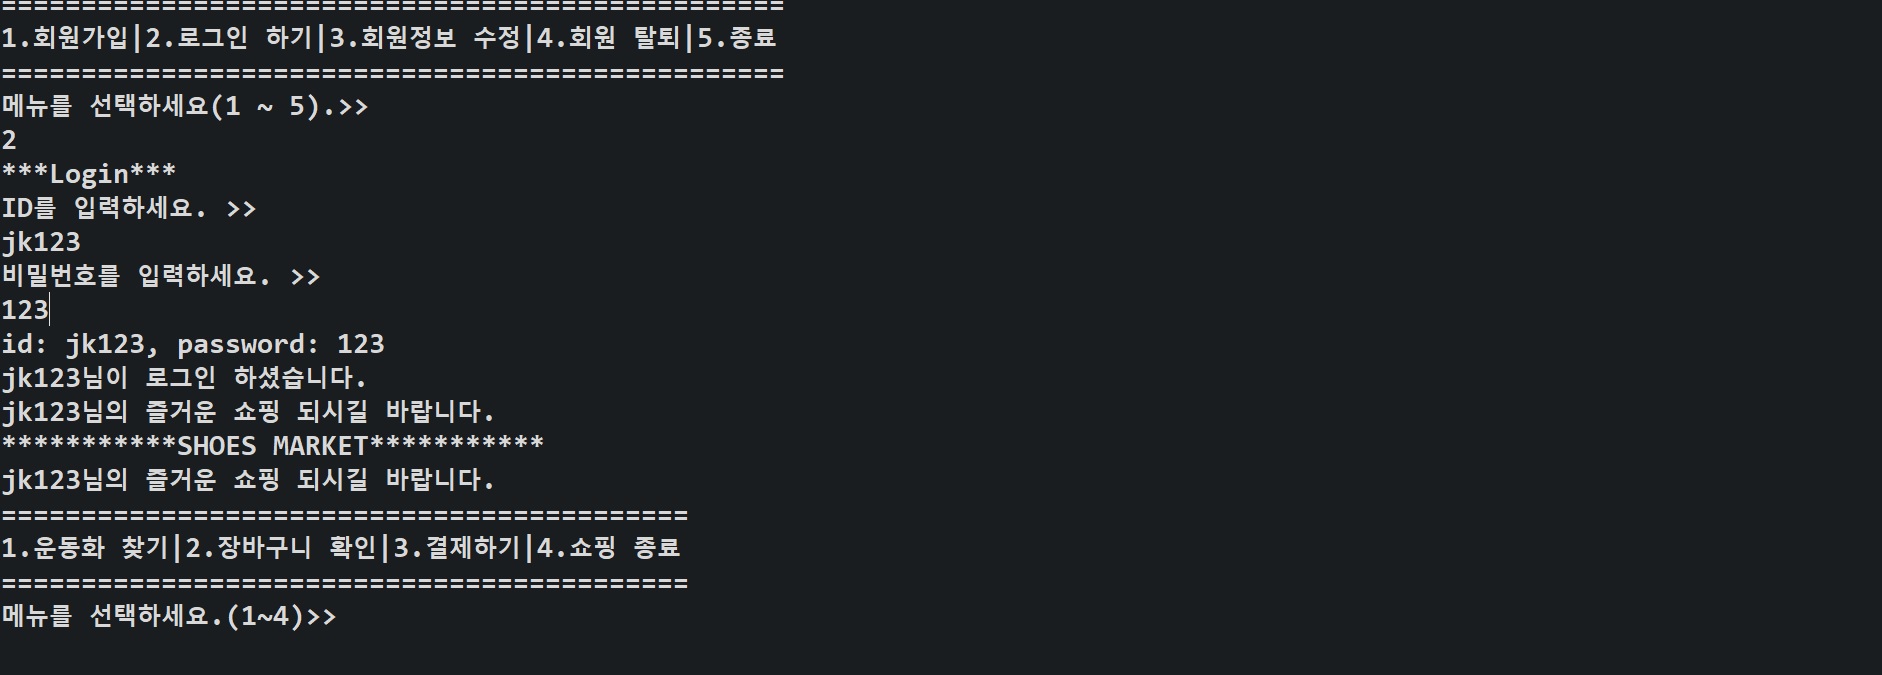 =================================================
1.회원가입|2.로그인 하기|3.회원정보 수정|4.회원 탈퇴|5.종료
=================================================
메뉴를 선택하세요(1 ~ 5).>>
2
***Login***
ID를 입력하세요. >>
jk123
비밀번호를 입력하세요. >>
123
id: jk123, password: 123
jk123님이 로그인 하셨습니다.
jk123님의 즐거운 쇼핑 되시길 바랍니다.
***********SHOES MARKET***********
jk123님의 즐거운 쇼핑 되시길 바랍니다.
===========================================
1.운동화 찾기|2.장바구니 확인|3.결제하기|4.쇼핑 종료
===========================================
메뉴를 선택하세요.(1~4)>>